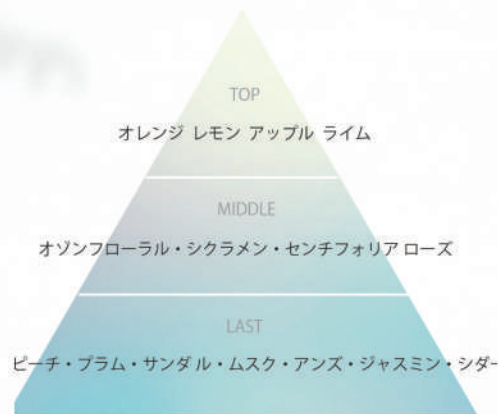 TOP
オレンジ レモン アップル ライム
MIDDLE
オゾンフローラル・シクラメン・センチフォリア ローズ
LAST
ピーチ・プラム・サンダル・ムスク・アンズ・ジャスミン・シダー